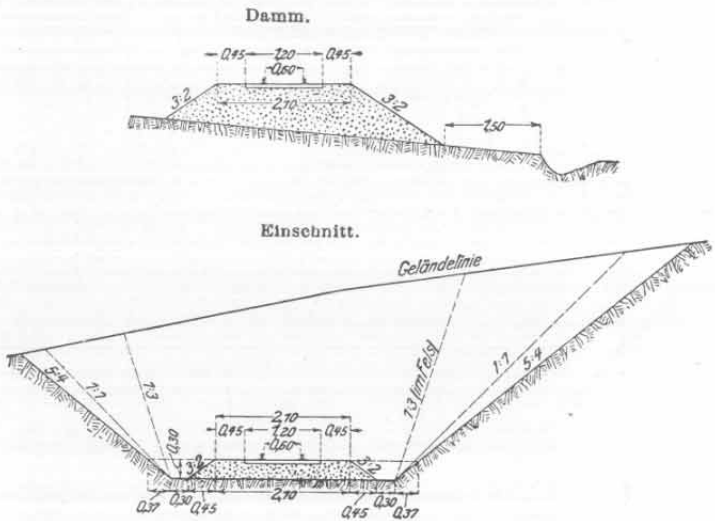 Damm.
0,45 1,20 0,45
0,60
3:2 3:2
2,10
1,50
Einschnitt.
Geländelinie
5:4 1:1 1:3 1:3 (im Fels) 1:1 5:4
2,10
0,30 0,45 1,20 0,45
0,60
3:2 3:2
0,37 0,30 0,45 2,10 0,45 0,30 0,37